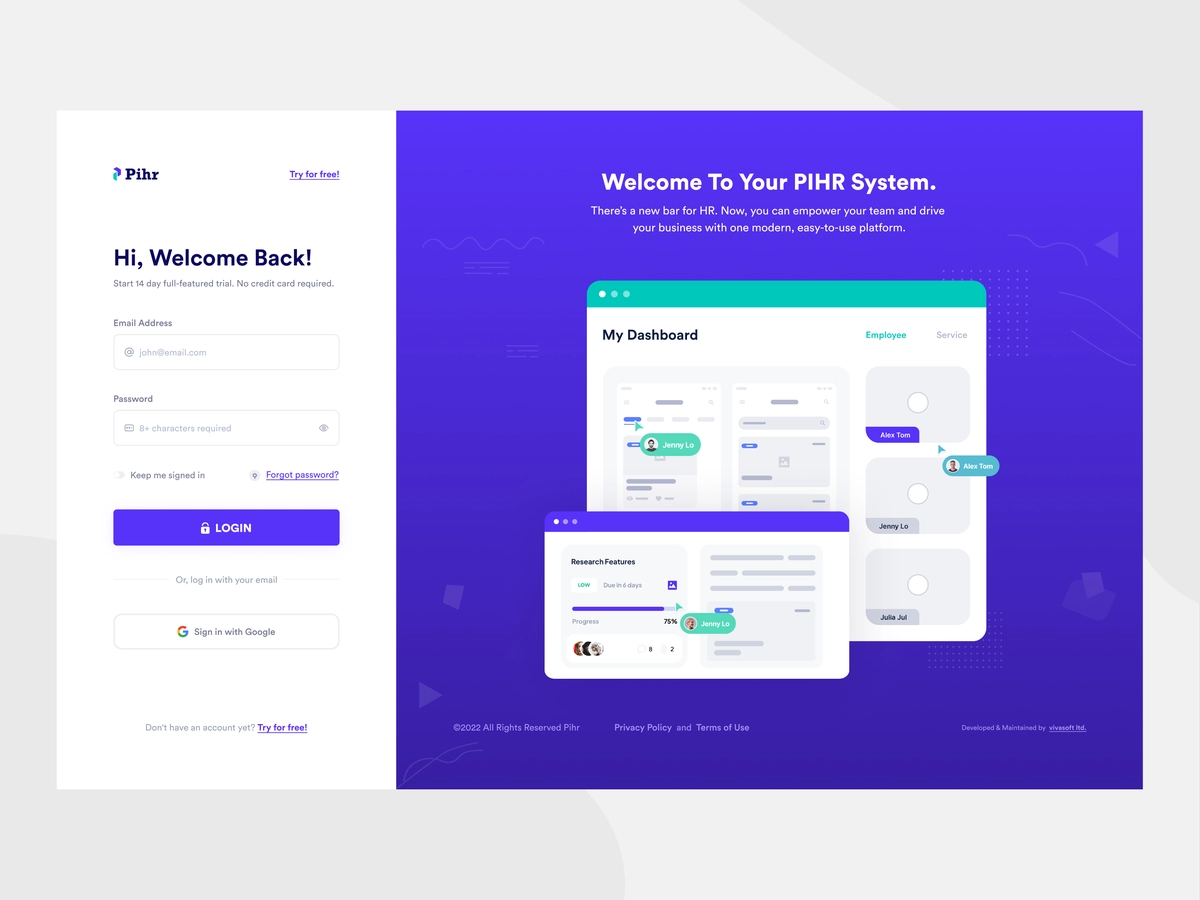 Pihr
Try for free!
Hi, Welcome Back!
Start 14 day full-featured trial. No credit card required.
Email Address
john@email.com
Password
8+ characters required
Keep me signed in
Forgot password?
LOGIN
Or, log in with your email
Sign in with Google
Don't have an account yet? Try for free!
Welcome To Your PIHR System.
There's a new bar for HR. Now, you can empower your team and drive
your business with one modern, easy-to-use platform.
My Dashboard
Employee
Service
Jenny Lo
Alex Tom
Alex Tom
Jenny Lo
Julia Jul
Research Features
LOW
Due in 6 days
Progress
75%
Jenny Lo
8
2
©2022 All Rights Reserved Pihr
Privacy Policy and Terms of Use
Developed & Maintained by vivasoft ltd.